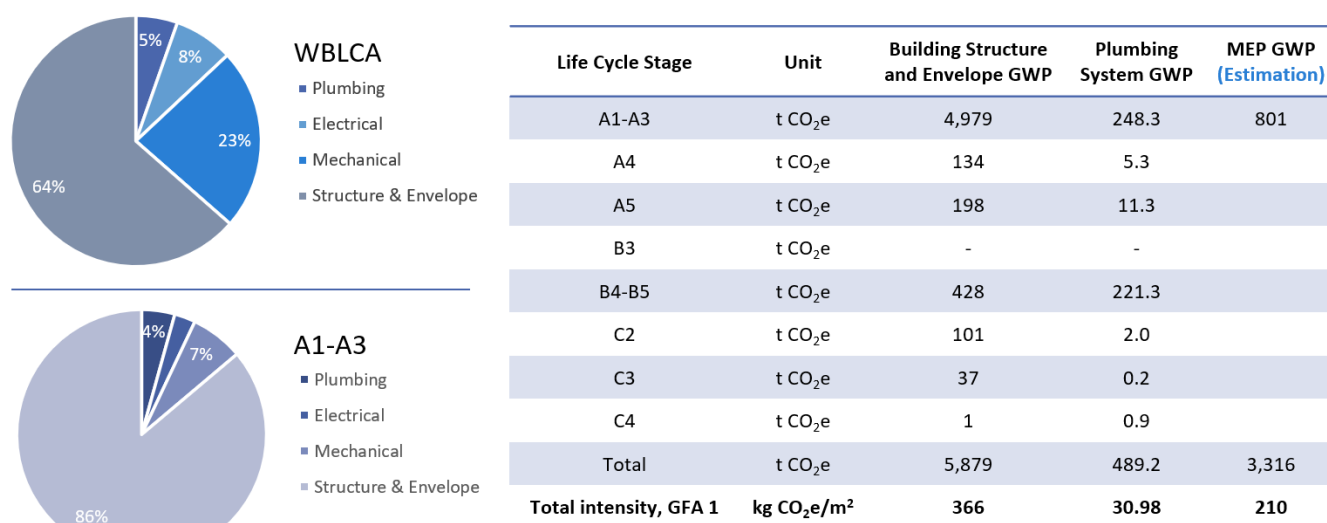 WBLCA
5%
8%
23%
64%
Plumbing
Electrical
Mechanical
Structure & Envelope
A1-A3
4%
7%
86%
Plumbing
Electrical
Mechanical
Structure & Envelope
Life Cycle Stage Unit Building Structure and Envelope GWP Plumbing System GWP MEP GWP (Estimation)
A1-A3 t CO₂e 4,979 248.3 801
A4 t CO₂e 134 5.3
A5 t CO₂e 198 11.3
B3 t CO₂e - -
B4-B5 t CO₂e 428 221.3
C2 t CO₂e 101 2.0
C3 t CO₂e 37 0.2
C4 t CO₂e 1 0.9
Total t CO₂e 5,879 489.2 3,316
Total intensity, GFA 1 kg CO₂e/m² 366 30.98 210